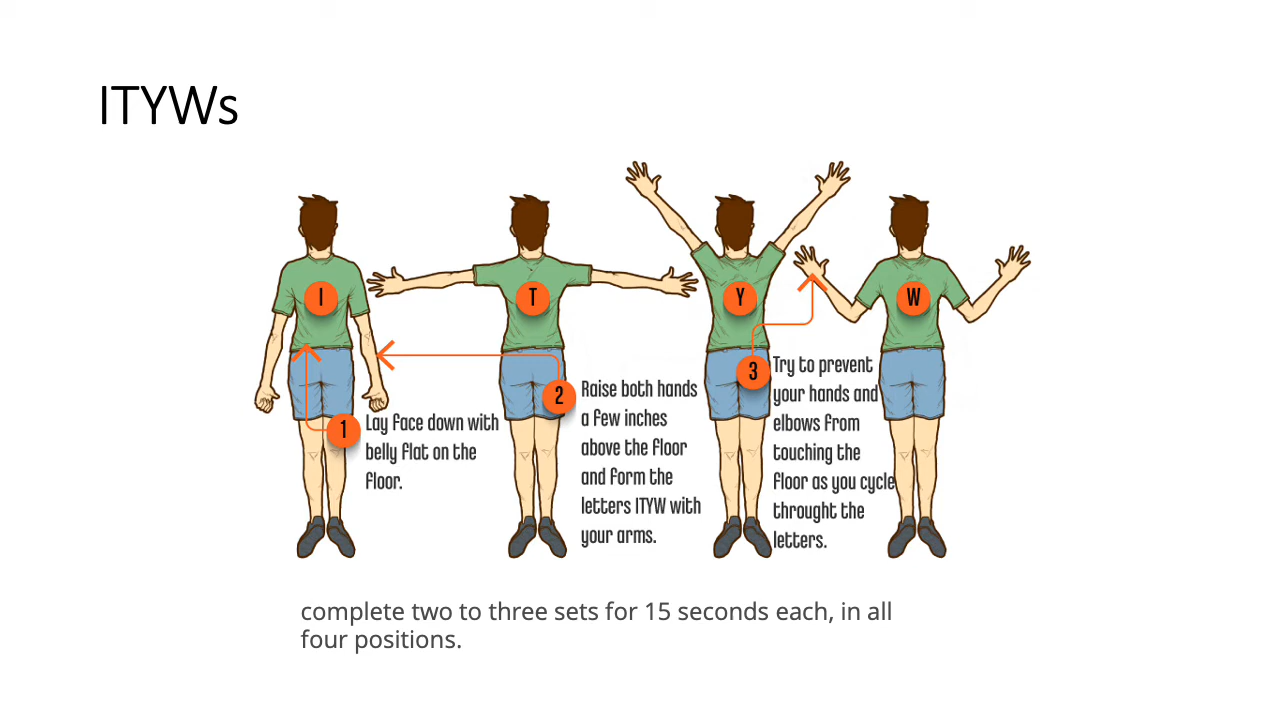 ITYWs
I
T
Y
W
1
Lay face down with
belly flat on the
floor.
2
Raise both hands
a few inches
above the floor
and form the
letters ITYW with
your arms.
3
Try to prevent
your hands and
elbows from
touching the
floor as you cycle
throught the
letters.
complete two to three sets for 15 seconds each, in all
four positions.